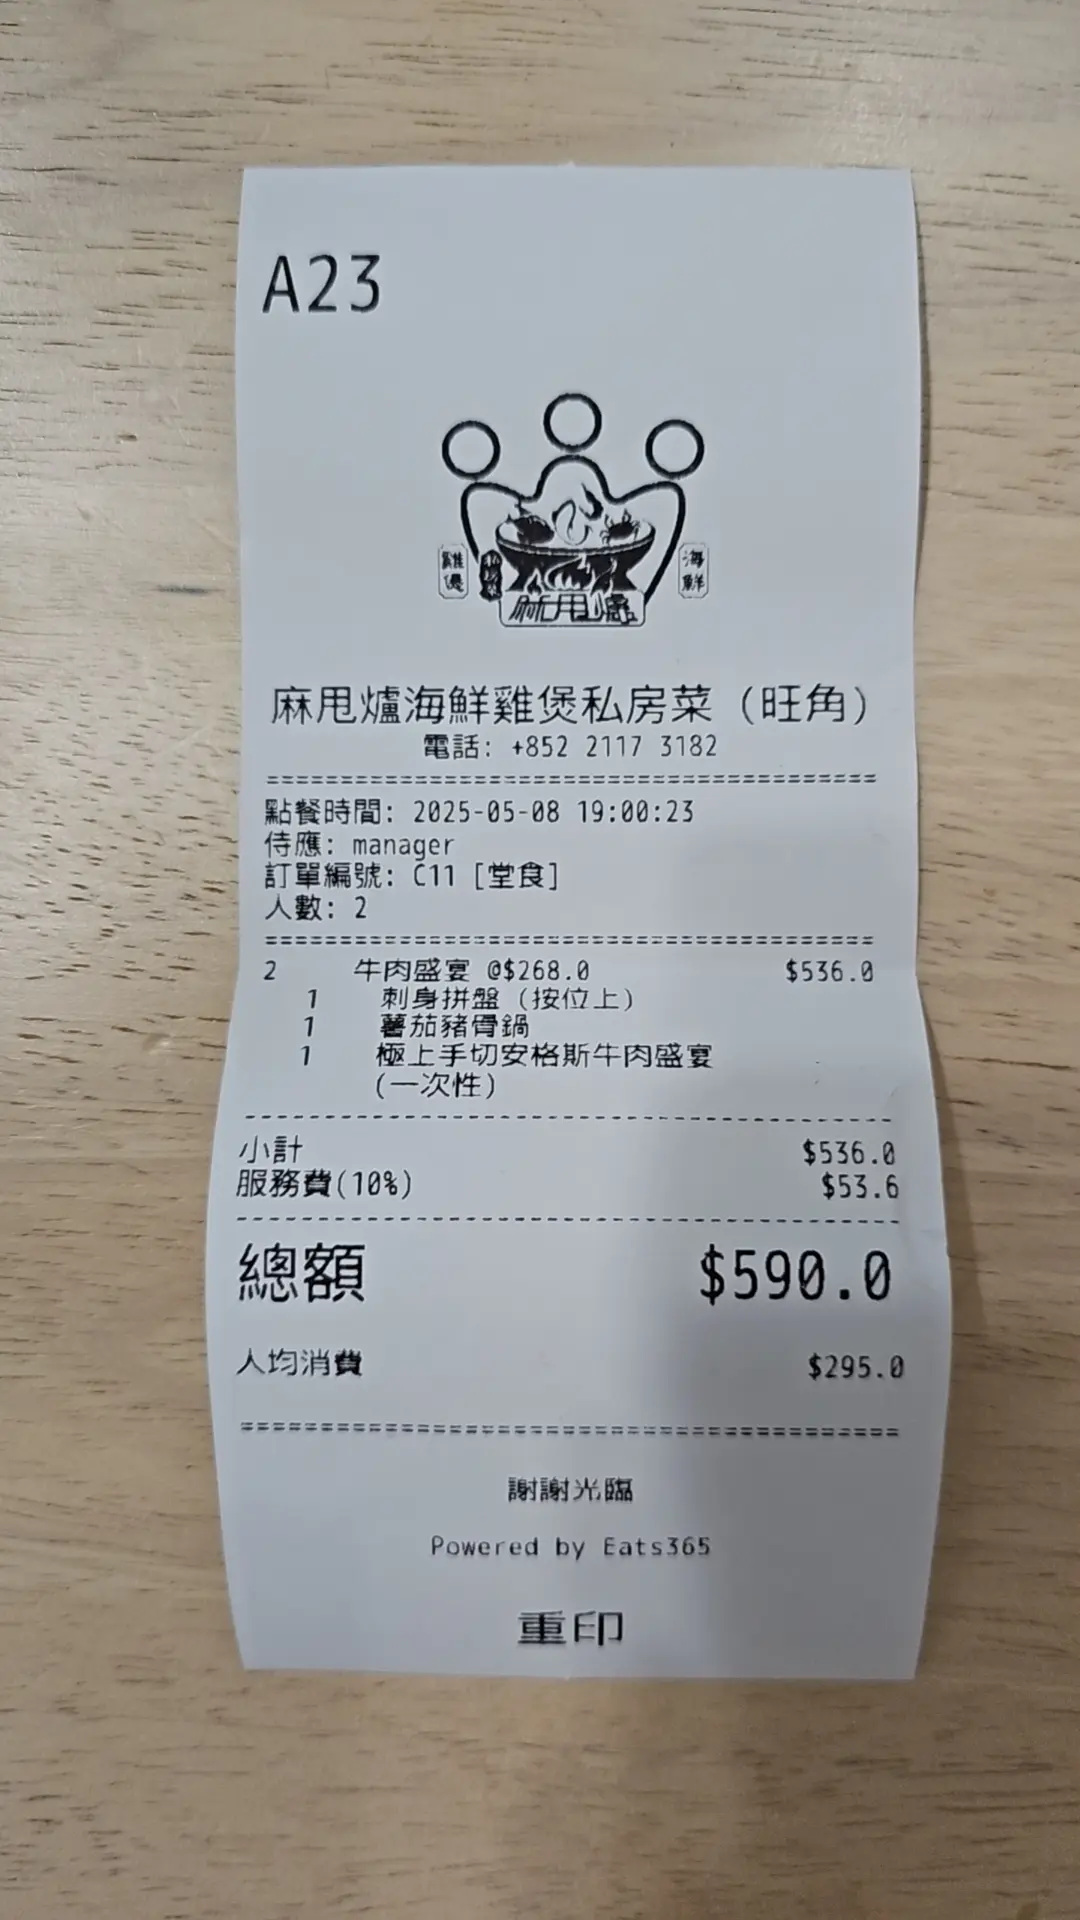 A23
雞煲
海鮮
私房菜
麻甩爐
麻甩爐海鮮雞煲私房菜 (旺角)
電話: +852 2117 3182
==========================================
點餐時間: 2025-05-08 19:00:23
侍應: manager
訂單編號: C11 [堂食]
人數: 2
==========================================
2 牛肉盛宴 @$268.0 $536.0
1 刺身拼盤 (按位上)
1 蕃茄豬骨鍋
1 極上手切安格斯牛肉盛宴
(一次性)
------------------------------------------
小計 $536.0
服務費(10%) $53.6
------------------------------------------
總額 $590.0
人均消費 $295.0
==========================================
謝謝光臨
Powered by Eats365
重印